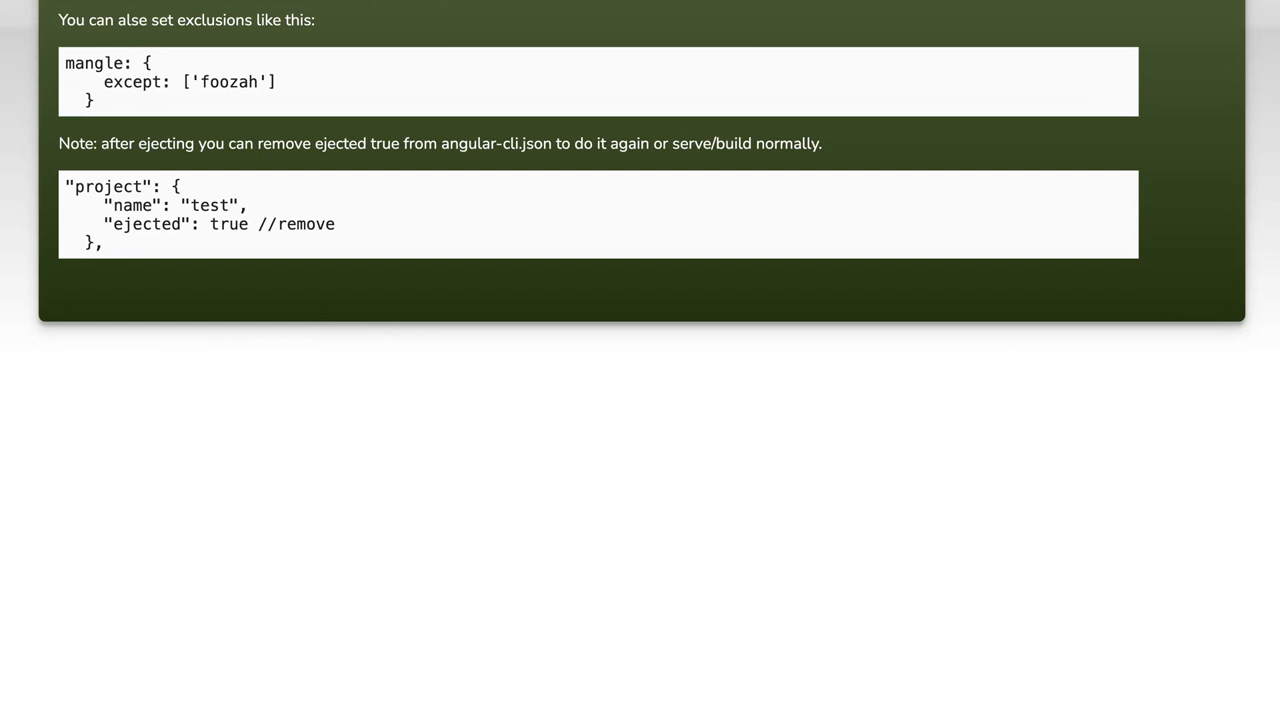 You can alse set exclusions like this:
mangle: {
    except: ['foozah']
  }
Note: after ejecting you can remove ejected true from angular-cli.json to do it again or serve/build normally.
"project": {
    "name": "test",
    "ejected": true //remove
  },